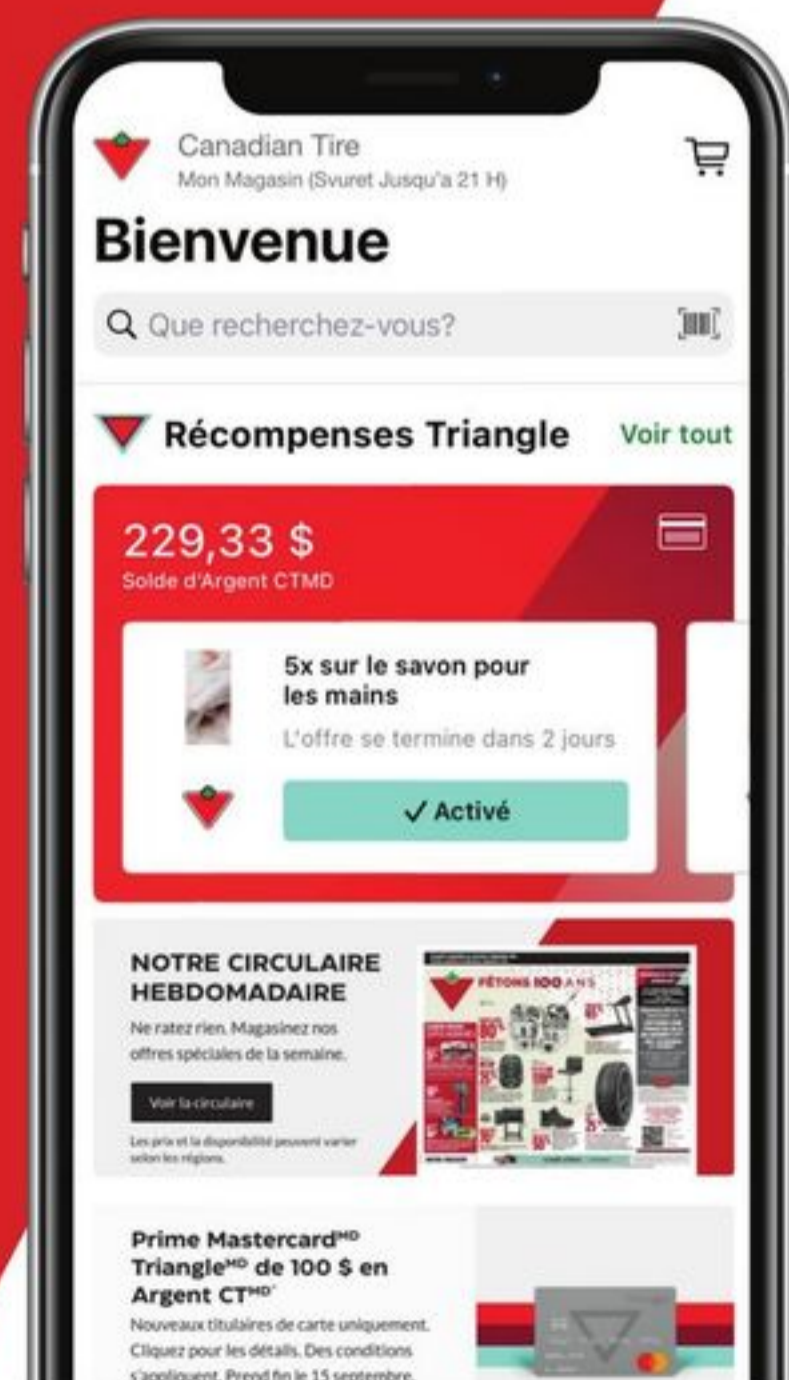 Canadian Tire
Mon Magasin (Svuret Jusqu'a 21 H)
Bienvenue
Que recherchez-vous?
Récompenses Triangle
Voir tout
229,33 $
Solde d'Argent CTMD
5x sur le savon pour
les mains
L'offre se termine dans 2 jours
✓ Activé
NOTRE CIRCULAIRE
HEBDOMADAIRE
Ne ratez rien. Magasinez nos
offres spéciales de la semaine.
Voir la circulaire
Les prix et la disponibilité peuvent varier
selon les régions.
FÊTONS 100 ANS
Prime Mastercardᴹᴰ
Triangleᴹᴰ de 100 $ en
Argent CTᴹᴰ*
Nouveaux titulaires de carte uniquement.
Cliquez pour les détails. Des conditions
s'appliquent. Prend fin le 15 septembre.